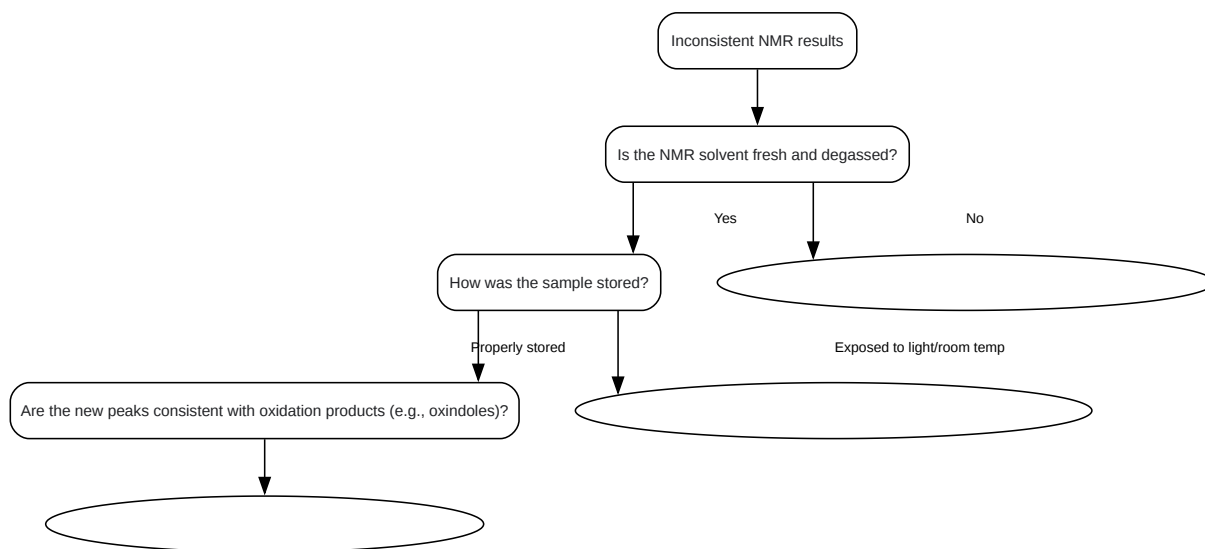 Inconsistent NMR results
Is the NMR solvent fresh and degassed?
Yes
No
How was the sample stored?
Properly stored
Exposed to light/room temp
Are the new peaks consistent with oxidation products (e.g., oxindoles)?